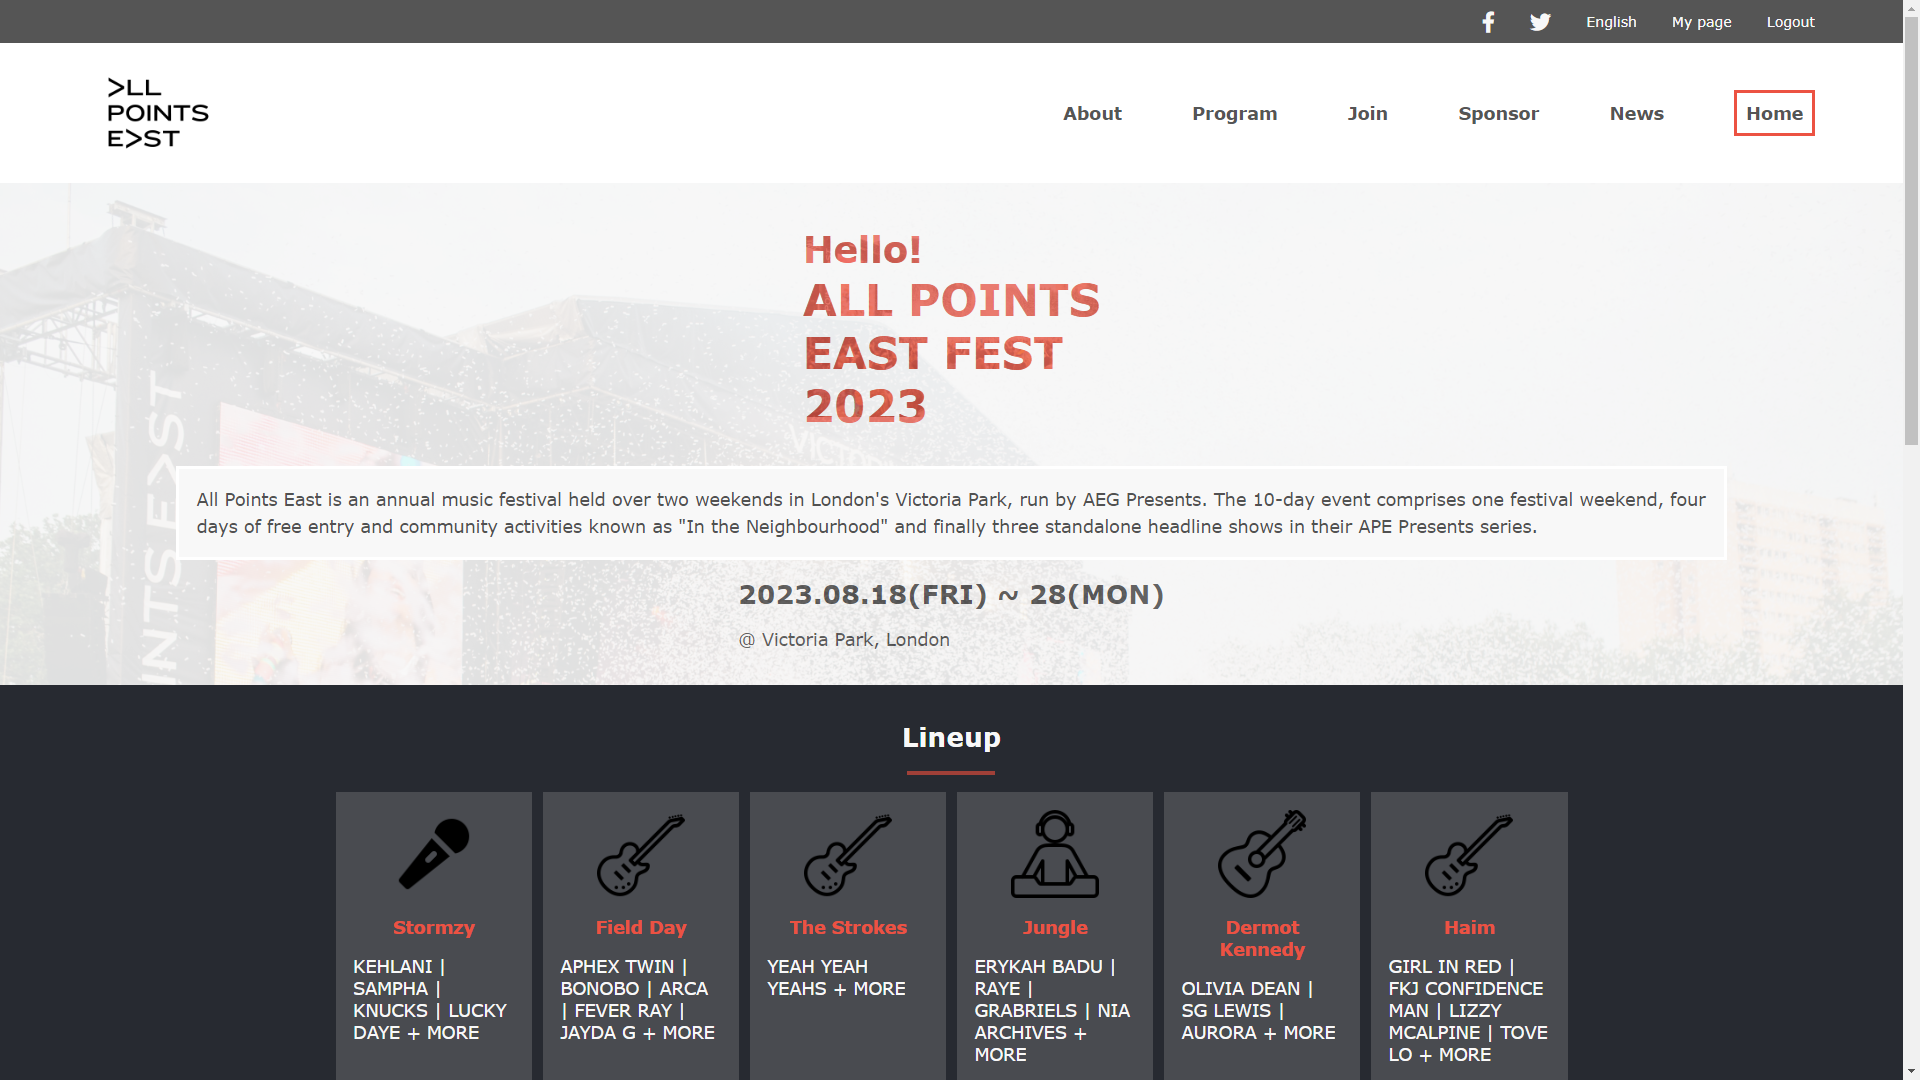 English
My page
Logout
>LL
POINTS
E>ST
About
Program
Join
Sponsor
News
Home
Hello!
ALL POINTS
EAST FEST
2023
VICTORIA
POINTS E>ST
All Points East is an annual music festival held over two weekends in London's Victoria Park, run by AEG Presents. The 10-day event comprises one festival weekend, four
days of free entry and community activities known as "In the Neighbourhood" and finally three standalone headline shows in their APE Presents series.
2023.08.18(FRI) ~ 28(MON)
@ Victoria Park, London
Lineup
Stormzy
KEHLANI |
SAMPHA |
KNUCKS | LUCKY
DAYE + MORE
Field Day
APHEX TWIN |
BONOBO | ARCA
| FEVER RAY |
JAYDA G + MORE
The Strokes
YEAH YEAH
YEAHS + MORE
Jungle
ERYKAH BADU |
RAYE |
GRABRIELS | NIA
ARCHIVES +
MORE
Dermot
Kennedy
OLIVIA DEAN |
SG LEWIS |
AURORA + MORE
Haim
GIRL IN RED |
FKJ CONFIDENCE
MAN | LIZZY
MCALPINE | TOVE
LO + MORE